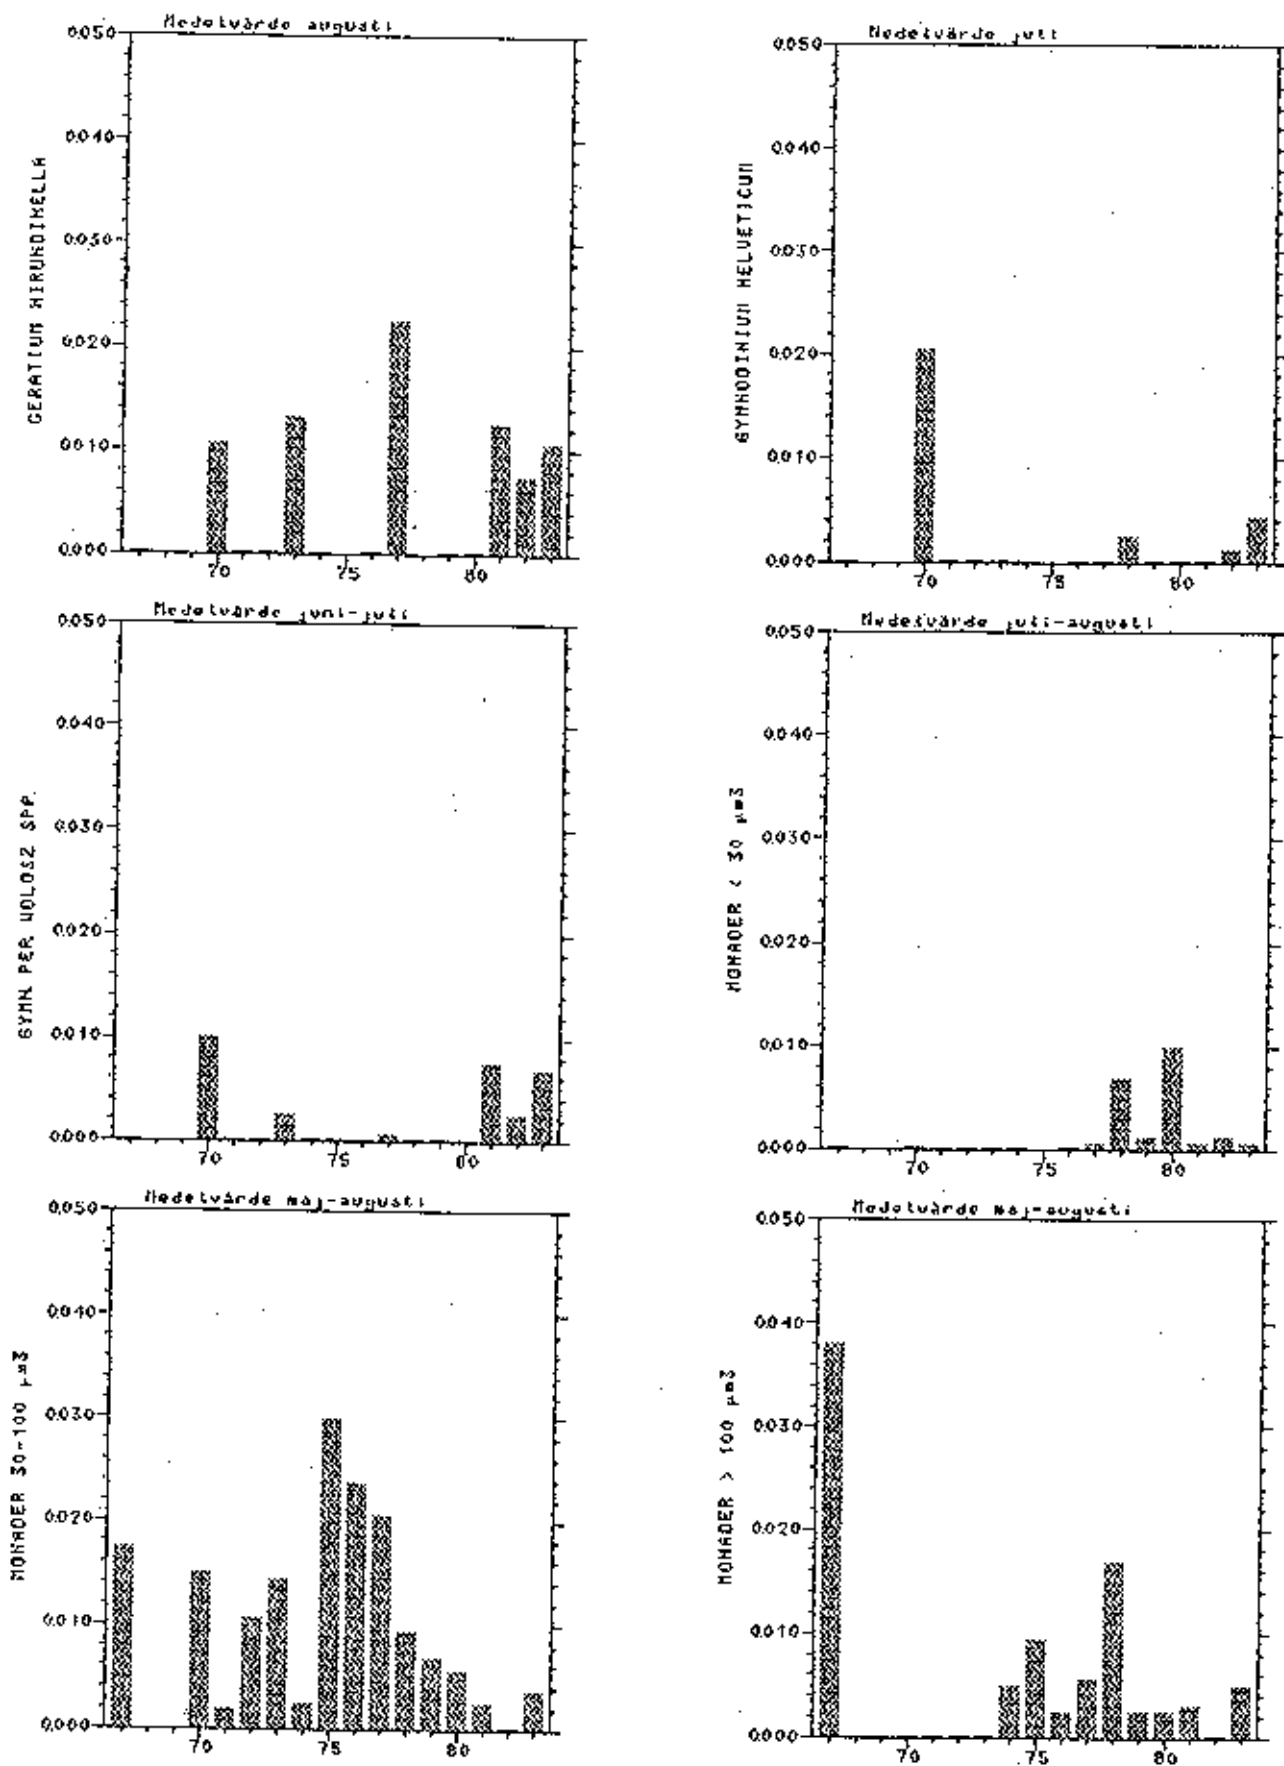 Medelvärde augusti
CERATIUM HIRUNDINELLA
0.050
0.040
0.030
0.020
0.010
0.000
70 75 80
Medelvärde juli
GYMNODINIUM HELVETICUM
0.050
0.040
0.030
0.020
0.010
0.000
70 75 80
Medelvärde juni-juli
GYMN PER WOLOSZ SPP.
0.050
0.040
0.030
0.020
0.010
0.000
70 75 80
Medelvärde juli-augusti
MONADER < 30 µm3
0.050
0.040
0.030
0.020
0.010
0.000
70 75 80
Medelvärde maj-augusti
MONADER 30-100 µm3
0.050
0.040
0.030
0.020
0.010
0.000
70 75 80
Medelvärde maj-augusti
MONADER > 100 µm3
0.050
0.040
0.030
0.020
0.010
0.000
70 75 80